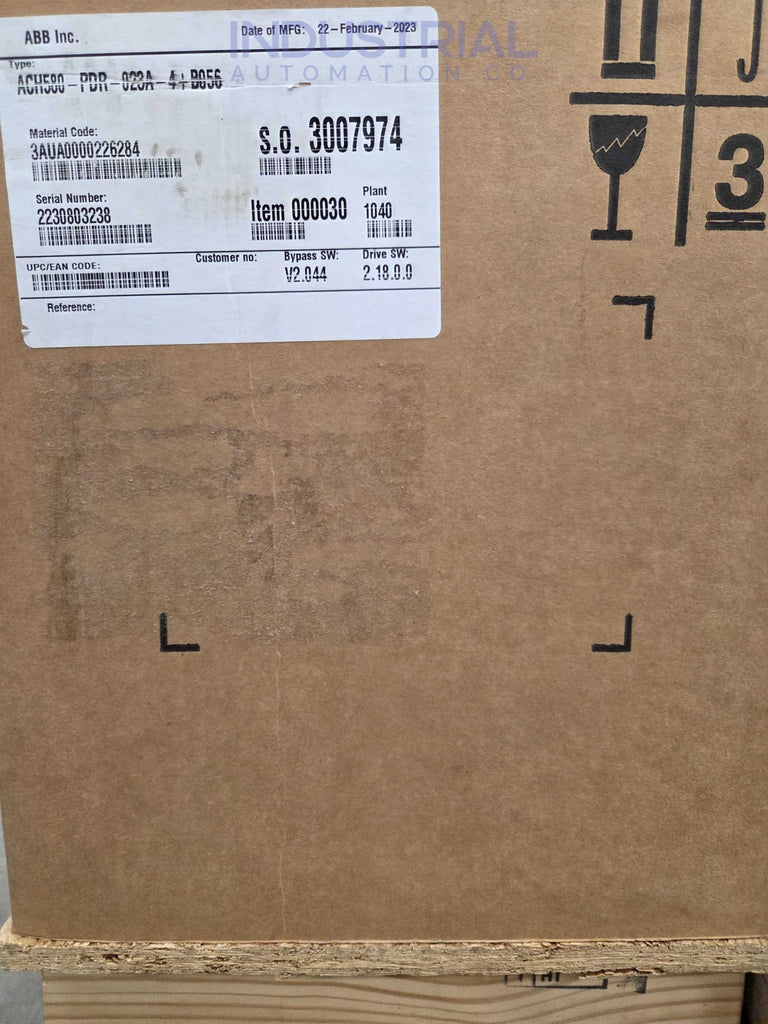 ABB Inc.
Date of MFG: 22-February-2023
INDUSTRIAL
AUTOMATION CO
Type:
ACH580-PDR-023A-4+B056
Material Code:
3AUA0000226284
S.O. 3007974
Serial Number:
2230803238
Item 000030
Plant
1040
UPC/EAN CODE:
Customer no:
Bypass SW:
V2.044
Drive SW:
2.18.0.0
Reference:
3